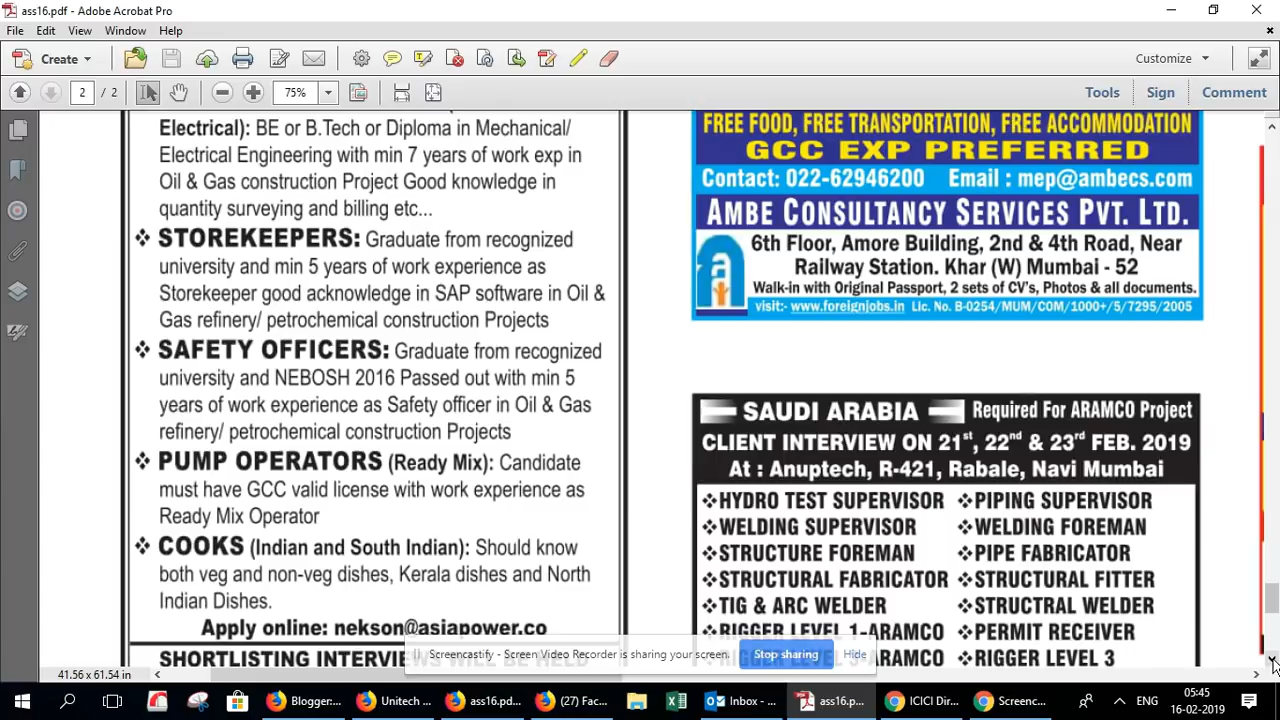 ass16.pdf - Adobe Acrobat Pro
File Edit View Window Help
Create
Customize
2 / 2
75%
Tools Sign Comment
Electrical): BE or B.Tech or Diploma in Mechanical/
Electrical Engineering with min 7 years of work exp in
Oil & Gas construction Project Good knowledge in
quantity surveying and billing etc...
❖ STOREKEEPERS: Graduate from recognized
university and min 5 years of work experience as
Storekeeper good acknowledge in SAP software in Oil &
Gas refinery/ petrochemical construction Projects
❖ SAFETY OFFICERS: Graduate from recognized
university and NEBOSH 2016 Passed out with min 5
years of work experience as Safety officer in Oil & Gas
refinery/ petrochemical construction Projects
❖ PUMP OPERATORS (Ready Mix): Candidate
must have GCC valid license with work experience as
Ready Mix Operator
❖ COOKS (Indian and South Indian): Should know
both veg and non-veg dishes, Kerala dishes and North
Indian Dishes.
Apply online: nekson@asiapower.co
SHORTLISTING INTERVIEWS WILL BE HELD
FREE FOOD, FREE TRANSPORTATION, FREE ACCOMMODATION
GCC EXP PREFERRED
Contact: 022-62946200 Email : mep@ambecs.com
AMBE CONSULTANCY SERVICES PVT. LTD.
6th Floor, Amore Building, 2nd & 4th Road, Near
Railway Station. Khar (W) Mumbai - 52
Walk-in with Original Passport, 2 sets of CV's, Photos & all documents.
visit:- www.foreignjobs.in Lic. No. B-0254/MUM/COM/1000+/5/7295/2005
SAUDI ARABIA Required For ARAMCO Project
CLIENT INTERVIEW ON 21st, 22nd & 23rd FEB. 2019
At : Anuptech, R-421, Rabale, Navi Mumbai
❖HYDRO TEST SUPERVISOR ❖PIPING SUPERVISOR
❖WELDING SUPERVISOR ❖WELDING FOREMAN
❖STRUCTURE FOREMAN ❖PIPE FABRICATOR
❖STRUCTURAL FABRICATOR ❖STRUCTURAL FITTER
❖TIG & ARC WELDER ❖STRUCTRAL WELDER
❖RIGGER LEVEL 1-ARAMCO ❖PERMIT RECEIVER
-ARAMCO ❖RIGGER LEVEL 3
Screencastify - Screen Video Recorder is sharing your screen. Stop sharing Hide
41.56 x 61.54 in
Blogger:... Unitech ... ass16.pd... (27) Fac... Inbox - ... ass16.p... ICICI Dir... Screenc...
ENG
05:45
16-02-2019